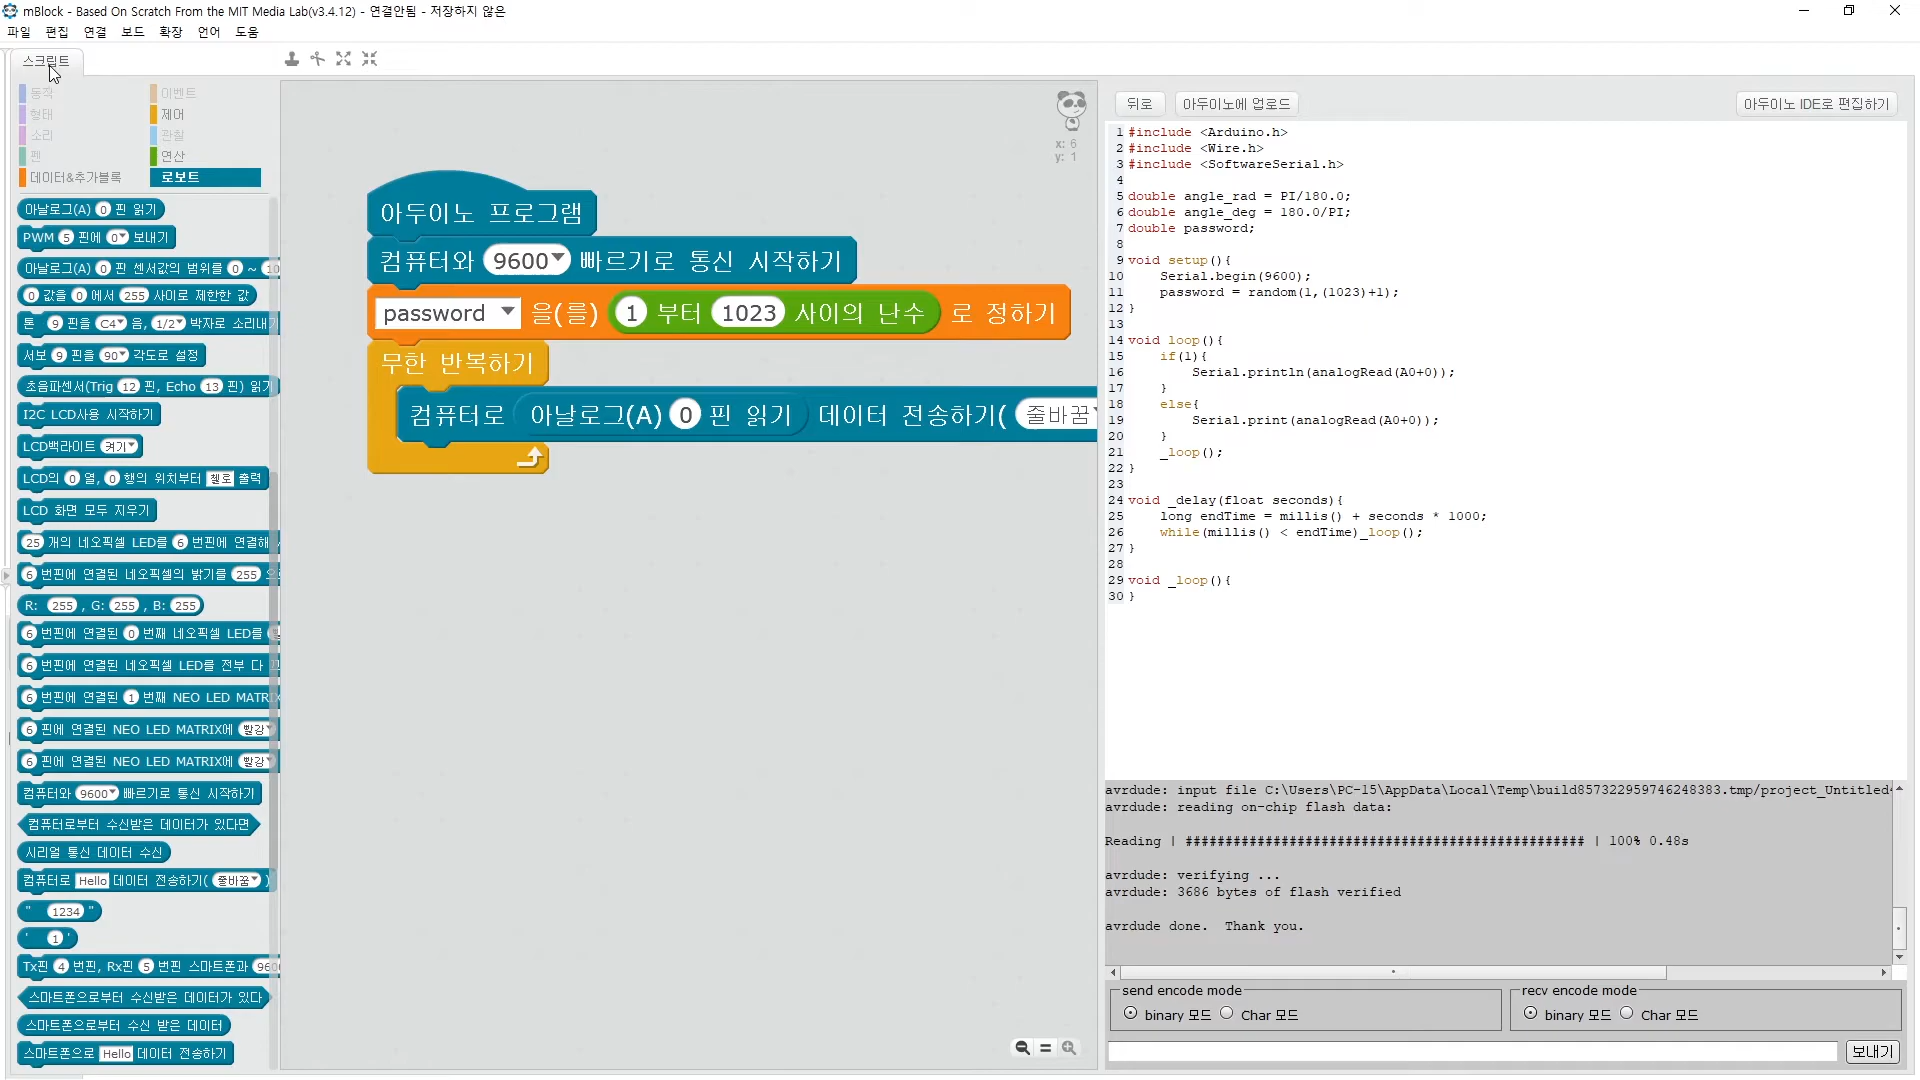 mBlock - Based On Scratch From the MIT Media Lab(v3.4.12) - 연결안됨 - 저장하지 않은
파일 편집 연결 보드 확장 언어 도움
스크립트
동작 이벤트
형태 제어
소리 관찰
펜 연산
데이터&추가블록 로보트
아날로그(A) 0 핀 읽기
PWM 5 핀에 0 보내기
아날로그(A) 0 핀 센서값의 범위를 0 ~ 10
0 값을 0 에서 255 사이로 제한한 값
톤 9 핀을 C4 음, 1/2 박자로 소리내기
서보 9 핀을 90 각도로 설정
초음파센서(Trig 12 핀, Echo 13 핀) 읽기
I2C LCD사용 시작하기
LCD백라이트 켜기
LCD의 0 열, 0 행의 위치부터 헬로 출력
LCD 화면 모두 지우기
25 개의 네오픽셀 LED를 6 번핀에 연결해
6 번핀에 연결된 네오픽셀의 밝기를 255 으
R: 255 , G: 255 , B: 255
6 번핀에 연결된 0 번째 네오픽셀 LED를
6 번핀에 연결된 네오픽셀 LED를 전부 다 끄
6 번핀에 연결된 1 번째 NEO LED MATRIX
6 핀에 연결된 NEO LED MATRIX에 빨강
6 핀에 연결된 NEO LED MATRIX에 빨강
컴퓨터와 9600 빠르기로 통신 시작하기
컴퓨터로부터 수신받은 데이터가 있다면
시리얼 통신 데이터 수신
컴퓨터로 Hello 데이터 전송하기( 줄바꿈 )
" 1234 "
' 1 '
Tx핀 4 번핀, Rx핀 5 번핀 스마트폰과 960
스마트폰으로부터 수신받은 데이터가 있다
스마트폰으로부터 수신 받은 데이터
스마트폰으로 Hello 데이터 전송하기
x: 6
y: 1
아두이노 프로그램
컴퓨터와 9600 빠르기로 통신 시작하기
password 을(를) 1 부터 1023 사이의 난수 로 정하기
무한 반복하기
컴퓨터로 아날로그(A) 0 핀 읽기 데이터 전송하기( 줄바꿈
뒤로 아두이노에 업로드 아두이노 IDE로 편집하기
1 #include <Arduino.h>
2 #include <Wire.h>
3 #include <SoftwareSerial.h>
4
5 double angle_rad = PI/180.0;
6 double angle_deg = 180.0/PI;
7 double password;
8
9 void setup(){
10 Serial.begin(9600);
11 password = random(1,(1023)+1);
12 }
13
14 void loop(){
15 if(1){
16 Serial.println(analogRead(A0+0));
17 }
18 else{
19 Serial.print(analogRead(A0+0));
20 }
21 _loop();
22 }
23
24 void _delay(float seconds){
25 long endTime = millis() + seconds * 1000;
26 while(millis() < endTime)_loop();
27 }
28
29 void _loop(){
30 }
avrdude: input file C:\Users\PC-15\AppData\Local\Temp\build857322959746248383.tmp/project_Untitled
avrdude: reading on-chip flash data:
Reading | ################################################## | 100% 0.48s
avrdude: verifying ...
avrdude: 3686 bytes of flash verified
avrdude done. Thank you.
send encode mode
binary 모드 Char 모드
recv encode mode
binary 모드 Char 모드
보내기